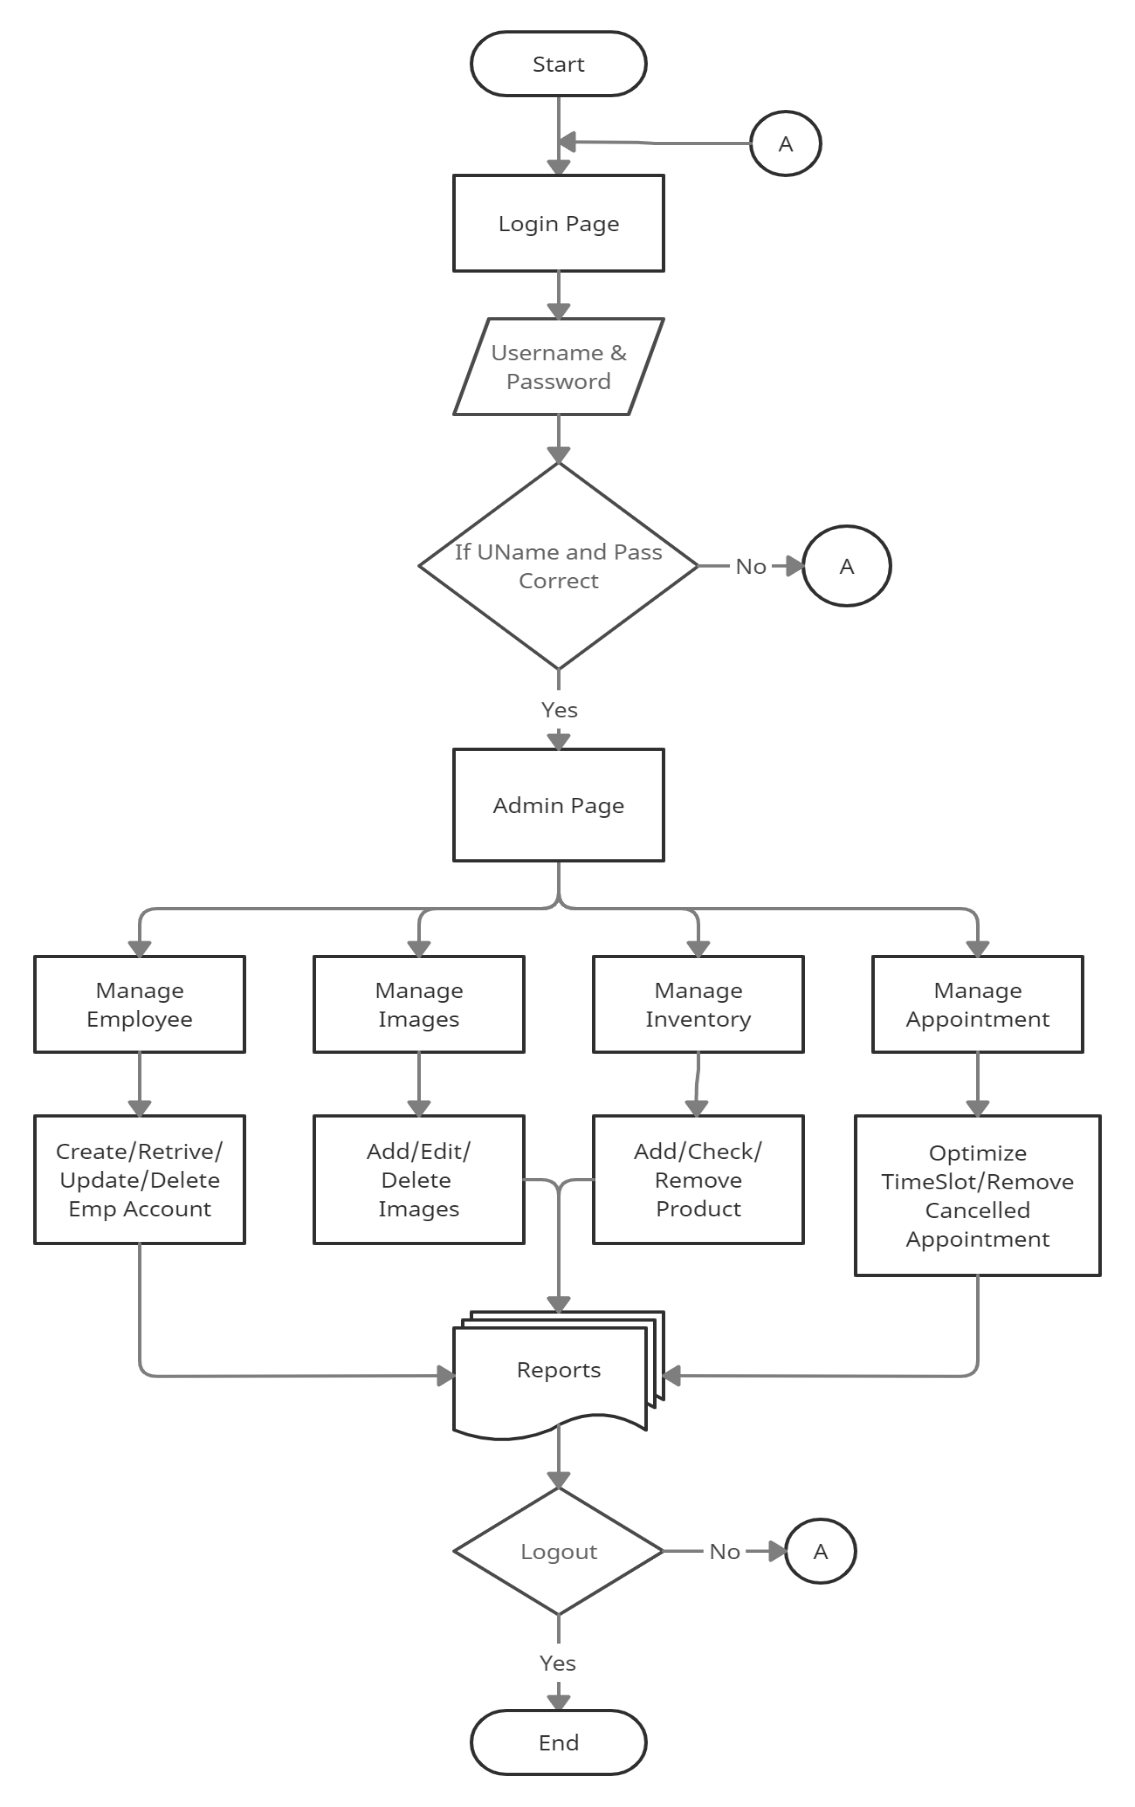 Start
A
Login Page
Username &
Password
If UName and Pass
Correct
No
A
Yes
Admin Page
Manage
Employee
Manage
Images
Manage
Inventory
Manage
Appointment
Create/Retrive/
Update/Delete
Emp Account
Add/Edit/
Delete
Images
Add/Check/
Remove
Product
Optimize
TimeSlot/Remove
Cancelled
Appointment
Reports
Logout
No
A
Yes
End